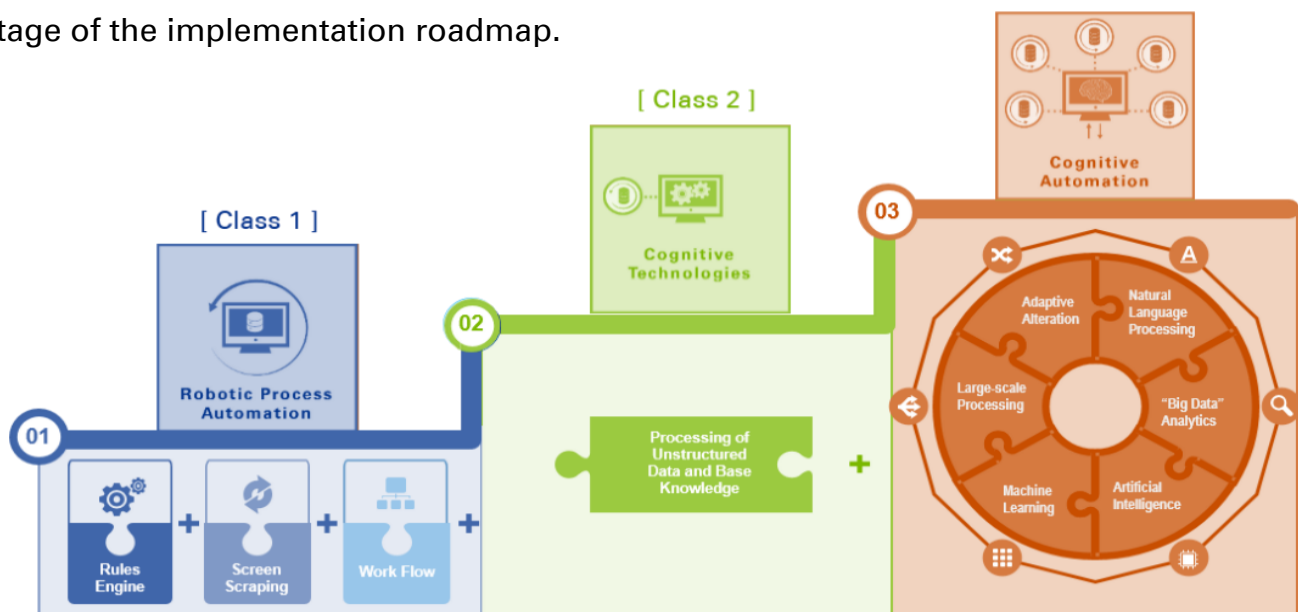 tage of the implementation roadmap.
[ Class 1 ]
Robotic Process
Automation
01
Rules
Engine
+
Screen
Scraping
+
Work Flow
+
[ Class 2 ]
Cognitive
Technologies
02
Processing of
Unstructured
Data and Base
Knowledge
+
Cognitive
Automation
03
Adaptive
Alteration
Natural
Language
Processing
Large-scale
Processing
"Big Data"
Analytics
Machine
Learning
Artificial
Intelligence
A